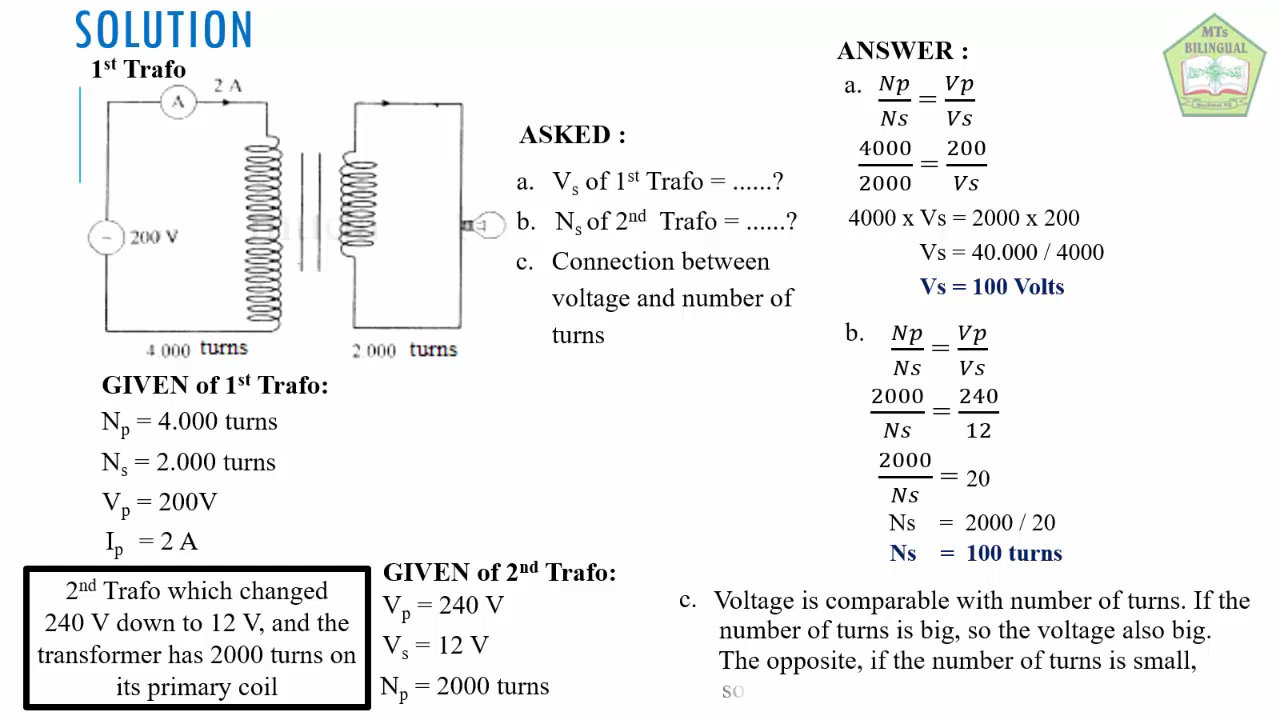 SOLUTION
1st Trafo
2 A
A
200 V
4 000 turns
2 000 turns
GIVEN of 1st Trafo:
Np = 4.000 turns
Ns = 2.000 turns
Vp = 200V
Ip = 2 A
2nd Trafo which changed
240 V down to 12 V, and the
transformer has 2000 turns on
its primary coil
GIVEN of 2nd Trafo:
Vp = 240 V
Vs = 12 V
Np = 2000 turns
ASKED :
a. Vs of 1st Trafo = ......?
b. Ns of 2nd Trafo = ......?
c. Connection between
voltage and number of
turns
ANSWER :
a. Np/Ns = Vp/Vs
4000/2000 = 200/Vs
4000 x Vs = 2000 x 200
Vs = 40.000 / 4000
Vs = 100 Volts
b. Np/Ns = Vp/Vs
2000/Ns = 240/12
2000/Ns = 20
Ns = 2000 / 20
Ns = 100 turns
c. Voltage is comparable with number of turns. If the
number of turns is big, so the voltage also big.
The opposite, if the number of turns is small,
so
MTs
BILINGUAL